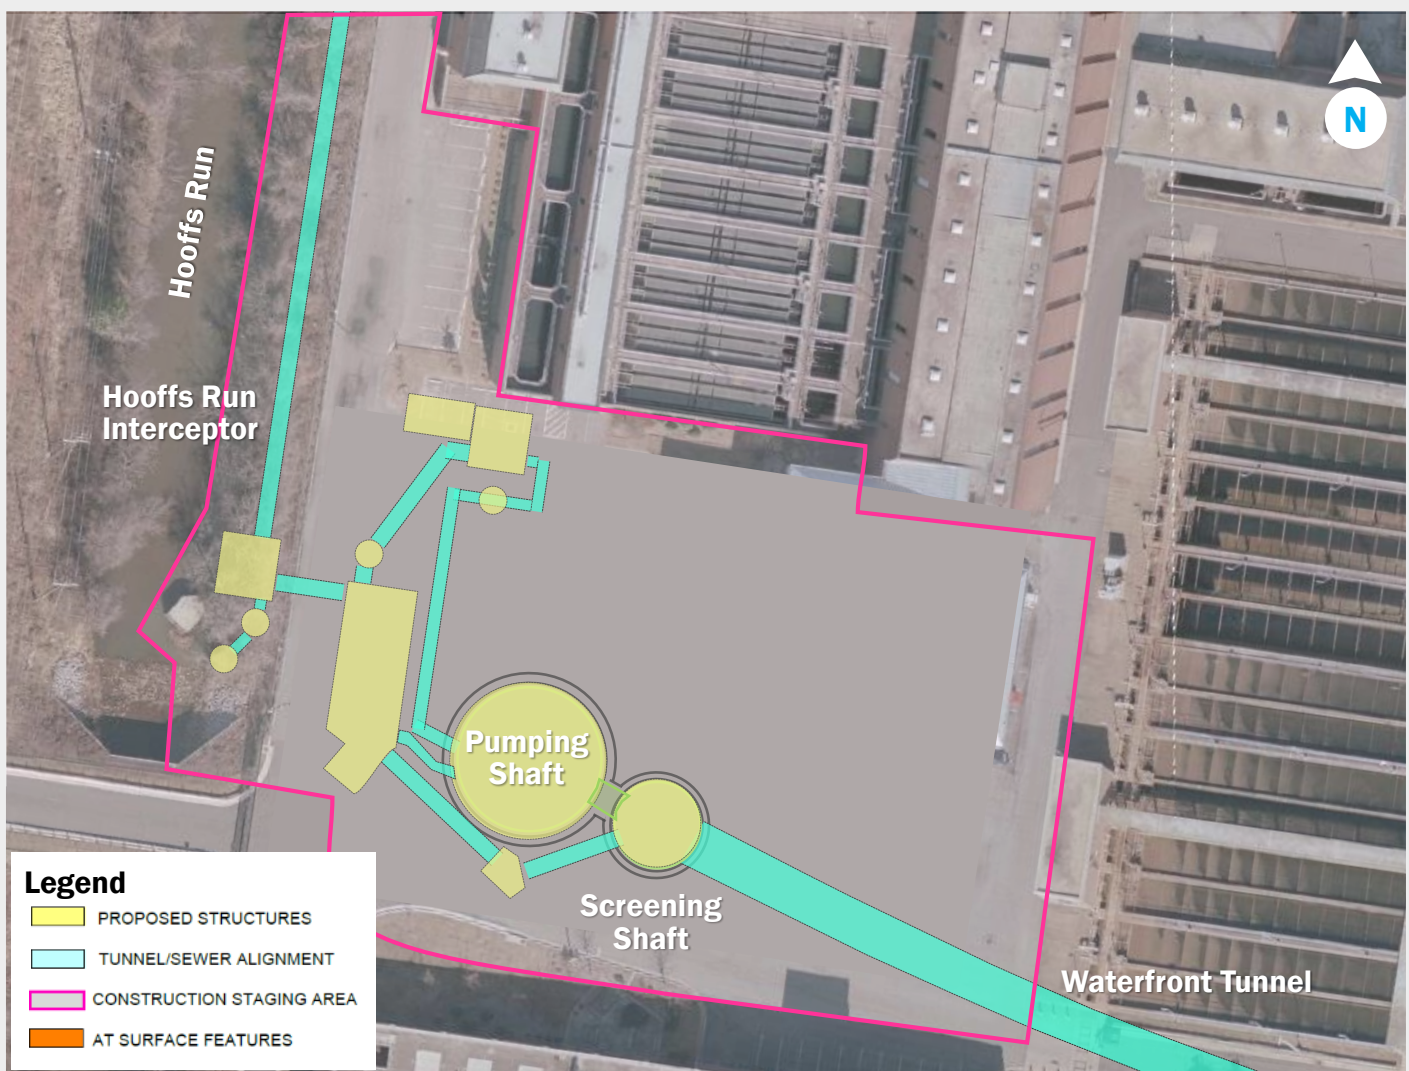 N
Hooffs Run
Hooffs Run
Interceptor
Pumping
Shaft
Screening
Shaft
Waterfront Tunnel
Legend
PROPOSED STRUCTURES
TUNNEL/SEWER ALIGNMENT
CONSTRUCTION STAGING AREA
AT SURFACE FEATURES